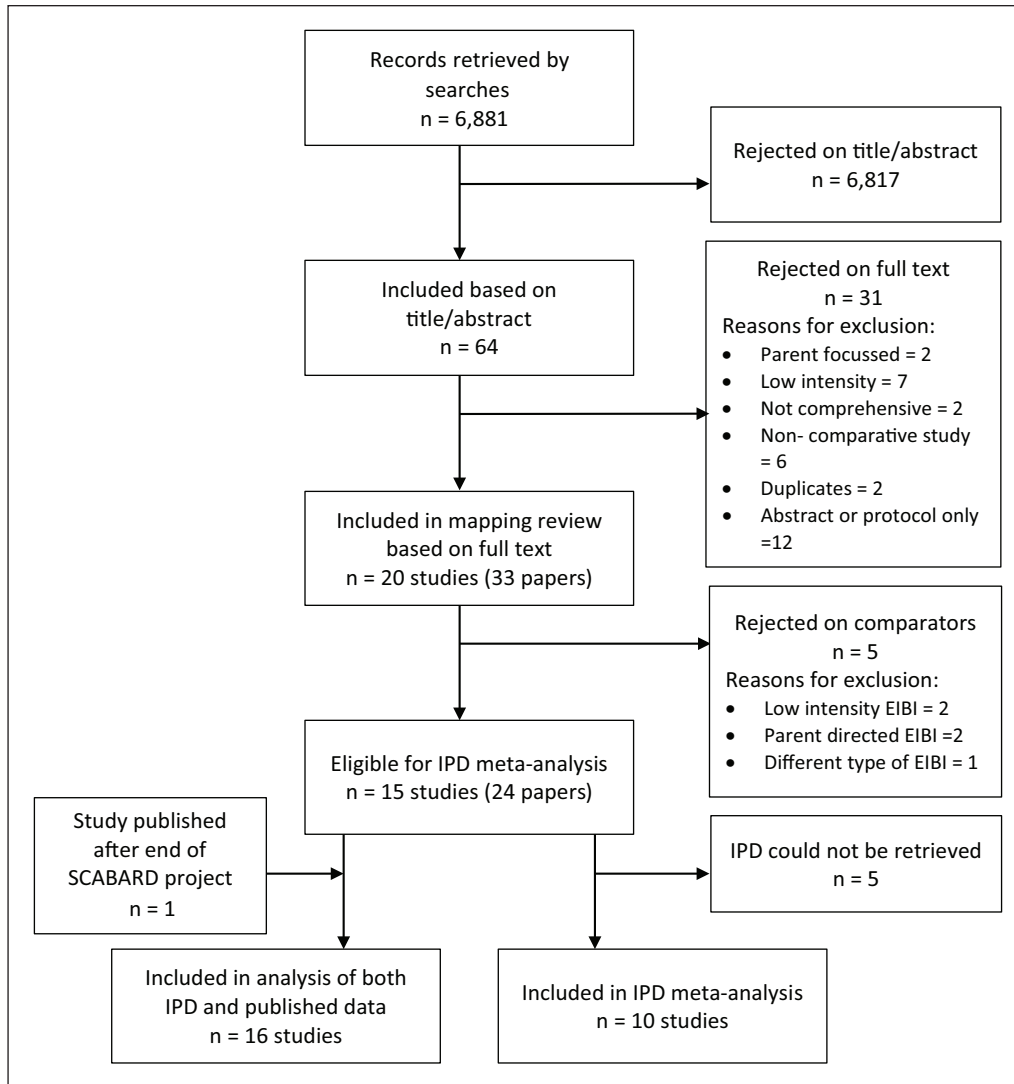 Records retrieved by
searches
n = 6,881
Rejected on title/abstract
n = 6,817
Included based on
title/abstract
n = 64
Rejected on full text
n = 31
Reasons for exclusion:
• Parent focussed = 2
• Low intensity = 7
• Not comprehensive = 2
• Non- comparative study
= 6
• Duplicates = 2
• Abstract or protocol only
=12
Included in mapping review
based on full text
n = 20 studies (33 papers)
Rejected on comparators
n = 5
Reasons for exclusion:
• Low intensity EIBI = 2
• Parent directed EIBI =2
• Different type of EIBI = 1
Eligible for IPD meta-analysis
n = 15 studies (24 papers)
Study published
after end of
SCABARD project
n = 1
IPD could not be retrieved
n = 5
Included in analysis of both
IPD and published data
n = 16 studies
Included in IPD meta-analysis
n = 10 studies